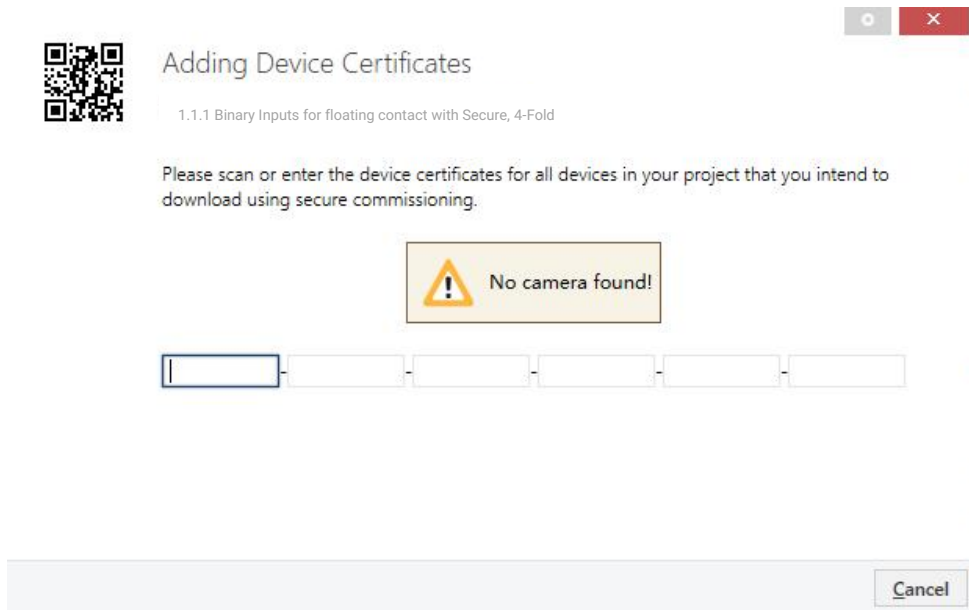 Adding Device Certificates
1.1.1 Binary Inputs for floating contact with Secure, 4-Fold
Please scan or enter the device certificates for all devices in your project that you intend to
download using secure commissioning.
No camera found!
- - - - -
Cancel